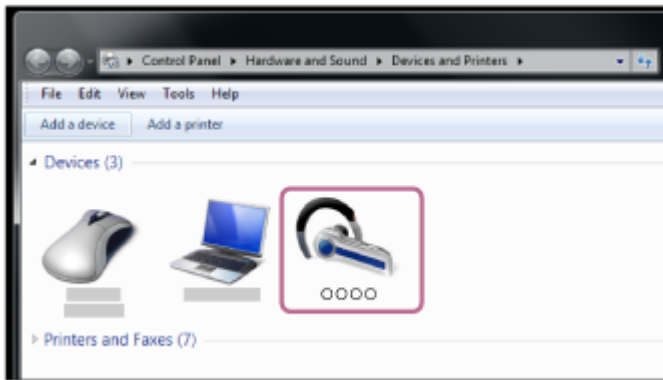 Control Panel ▸ Hardware and Sound ▸ Devices and Printers ▸
File Edit View Tools Help
Add a device Add a printer
Devices (3)
○○○○
Printers and Faxes (7)